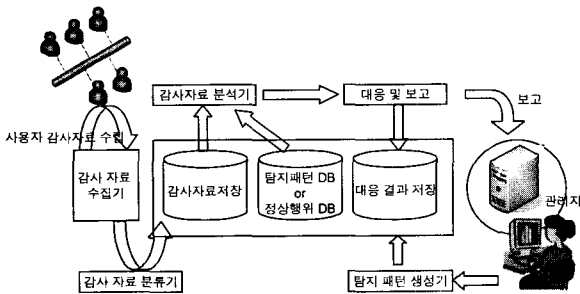 감사자료 분석기
대응 및 보고
보고
사용자 감사자료 수립
감사 자료
수집기
감사자료저장
탐지패턴 DB
or
정상행위 DB
대응 결과 저장
관리자
감사 자료 분류기
탐지 패턴 생성기